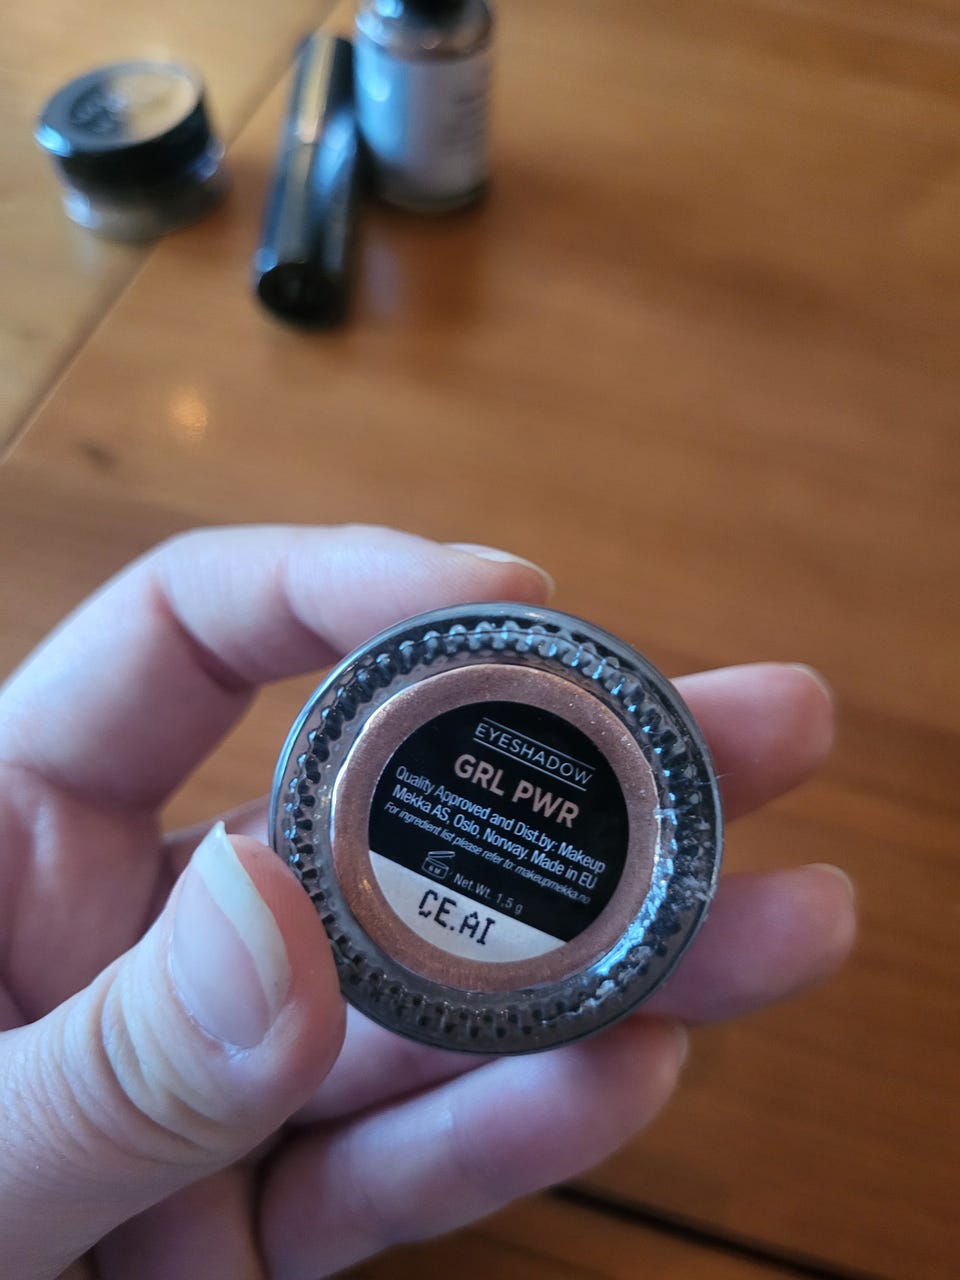 EYESHADOW
GRL PWR
Quality Approved and Dist.by: Makeup
Mekka AS, Oslo, Norway. Made in EU
For ingredient list please refer to: makeupmekka.no
Net.Wt. 1,5 g
CE.AI